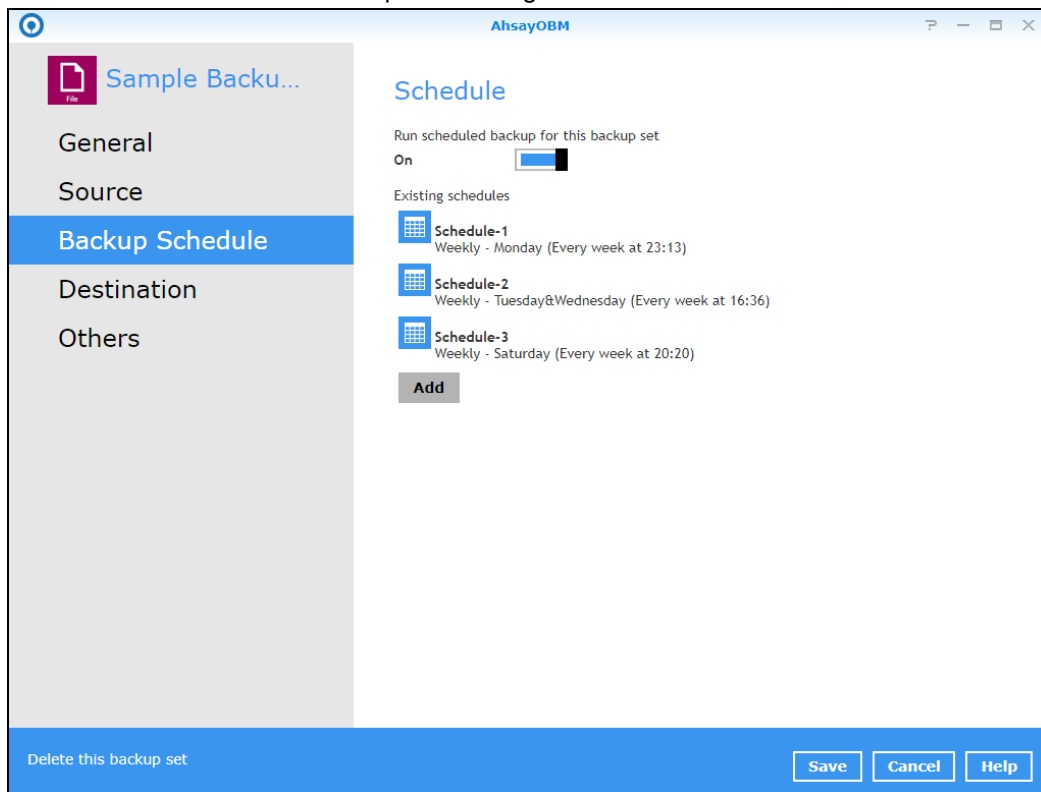 AhsayOBM
File
Sample Backu...
General
Source
Backup Schedule
Destination
Others
Schedule
Run scheduled backup for this backup set
On
Existing schedules
Schedule-1
Weekly - Monday (Every week at 23:13)
Schedule-2
Weekly - Tuesday&Wednesday (Every week at 16:36)
Schedule-3
Weekly - Saturday (Every week at 20:20)
Add
Delete this backup set
Save Cancel Help